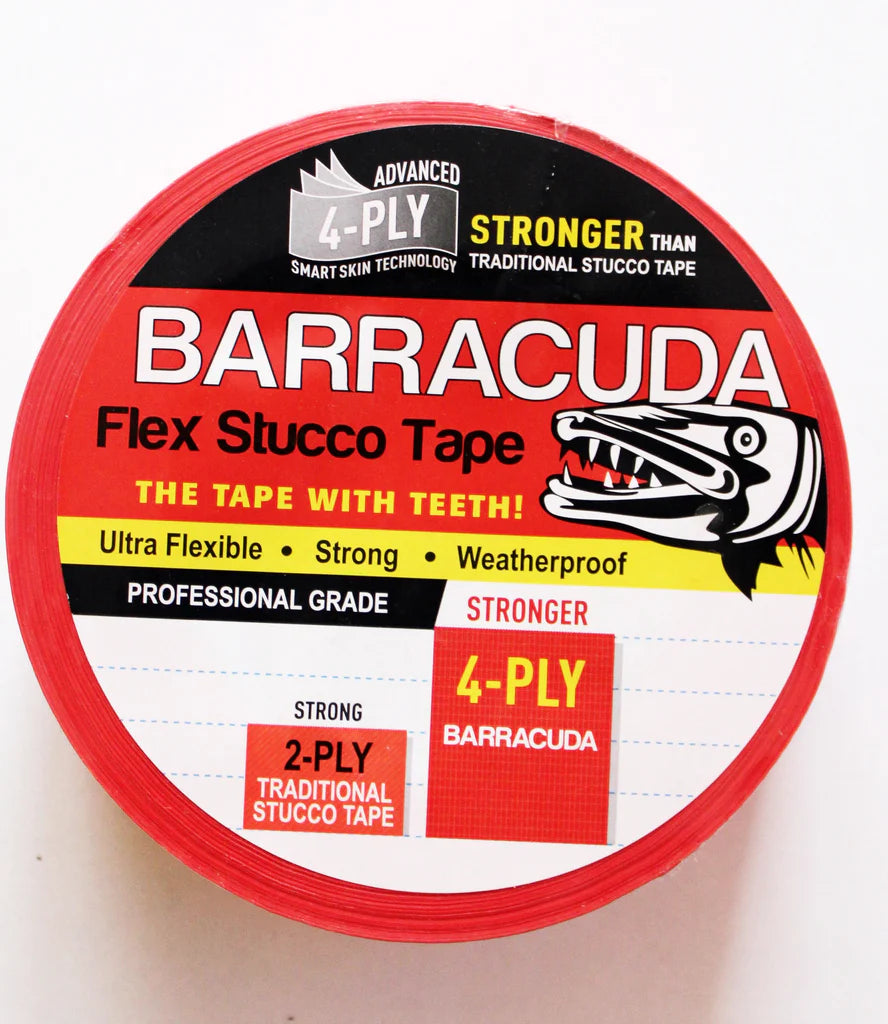 ADVANCED
4-PLY
SMART SKIN TECHNOLOGY
STRONGER THAN
TRADITIONAL STUCCO TAPE
BARRACUDA
Flex Stucco Tape
THE TAPE WITH TEETH!
Ultra Flexible • Strong • Weatherproof
PROFESSIONAL GRADE
STRONG
2-PLY
TRADITIONAL
STUCCO TAPE
STRONGER
4-PLY
BARRACUDA